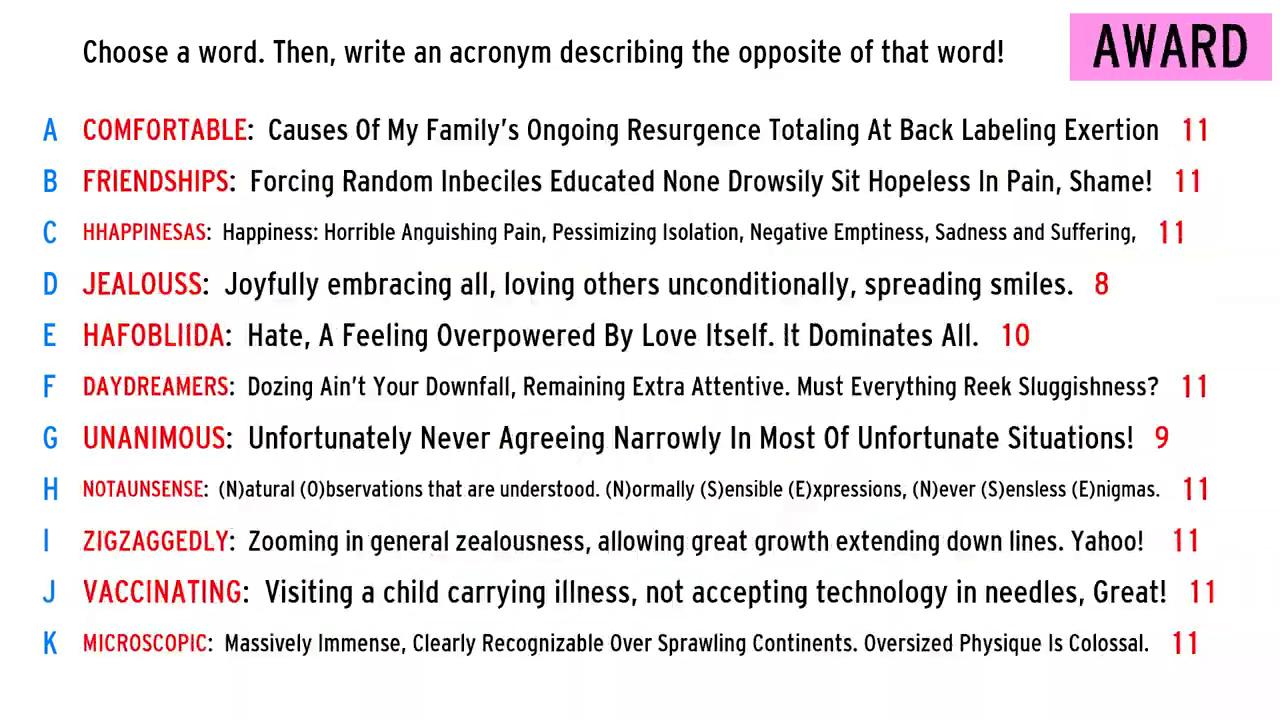 Choose a word. Then, write an acronym describing the opposite of that word!
AWARD
A COMFORTABLE: Causes Of My Family's Ongoing Resurgence Totaling At Back Labeling Exertion 11
B FRIENDSHIPS: Forcing Random Inbeciles Educated None Drowsily Sit Hopeless In Pain, Shame! 11
C HHAPPINESAS: Happiness: Horrible Anguishing Pain, Pessimizing Isolation, Negative Emptiness, Sadness and Suffering, 11
D JEALOUSS: Joyfully embracing all, loving others unconditionally, spreading smiles. 8
E HAFOBLIIDA: Hate, A Feeling Overpowered By Love Itself. It Dominates All. 10
F DAYDREAMERS: Dozing Ain't Your Downfall, Remaining Extra Attentive. Must Everything Reek Sluggishness? 11
G UNANIMOUS: Unfortunately Never Agreeing Narrowly In Most Of Unfortunate Situations! 9
H NOTAUNSENSE: (N)atural (O)bservations that are understood. (N)ormally (S)ensible (E)xpressions, (N)ever (S)ensless (E)nigmas. 11
I ZIGZAGGEDLY: Zooming in general zealousness, allowing great growth extending down lines. Yahoo! 11
J VACCINATING: Visiting a child carrying illness, not accepting technology in needles, Great! 11
K MICROSCOPIC: Massively Immense, Clearly Recognizable Over Sprawling Continents. Oversized Physique Is Colossal. 11